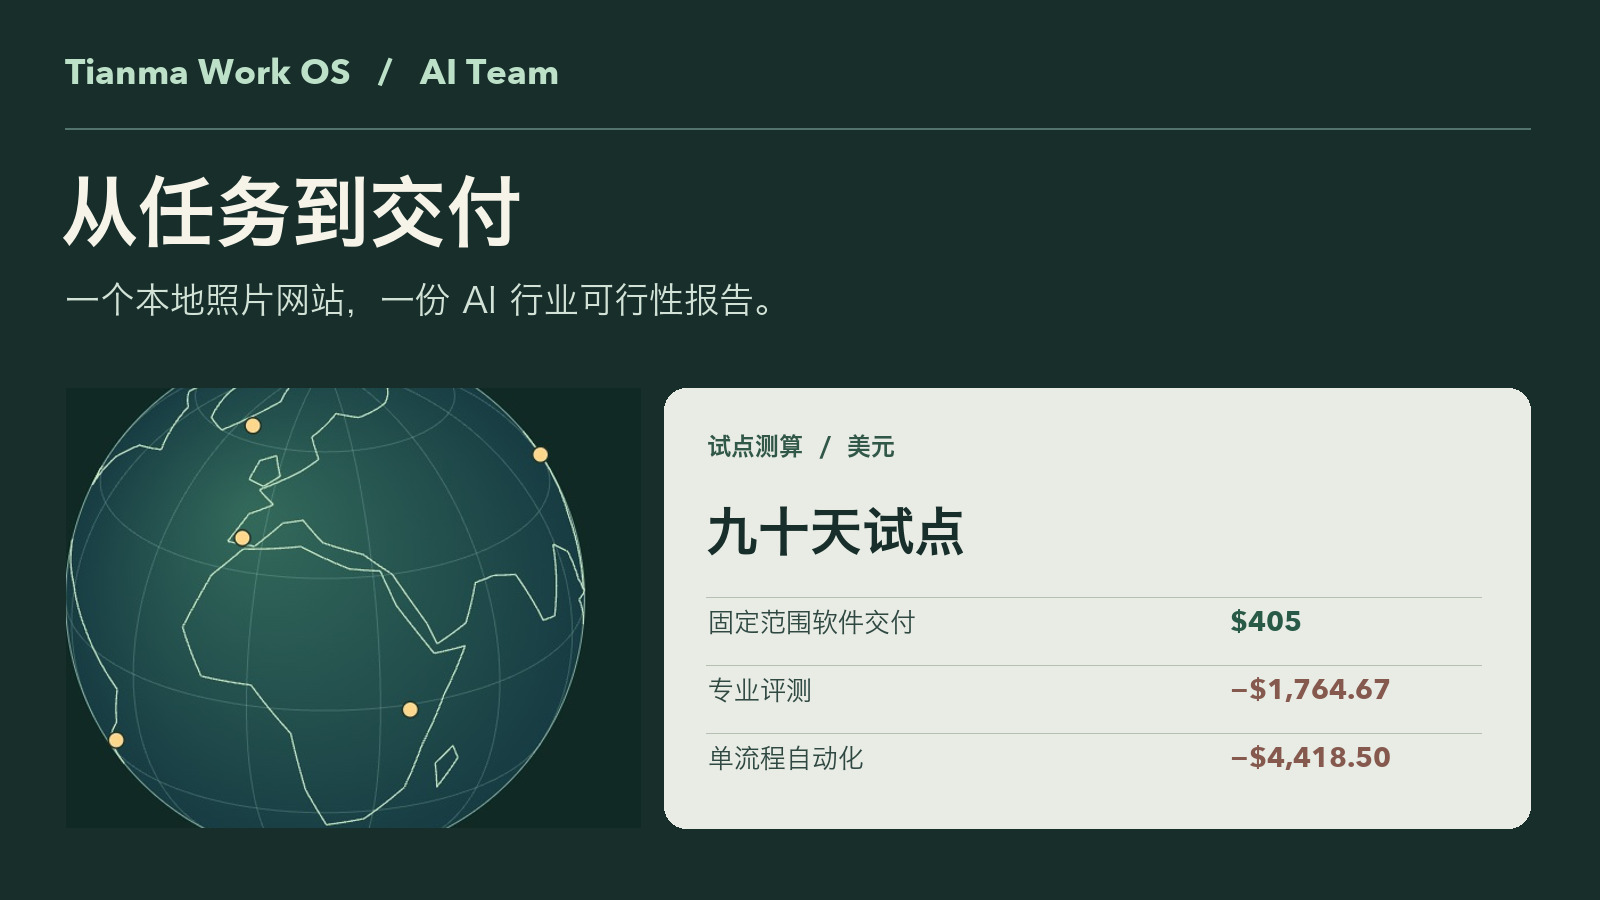 Tianma Work OS / AI Team
从任务到交付
一个本地照片网站，一份 AI 行业可行性报告。
试点测算 / 美元
九十天试点
固定范围软件交付 $405
专业评测 −$1,764.67
单流程自动化 −$4,418.50